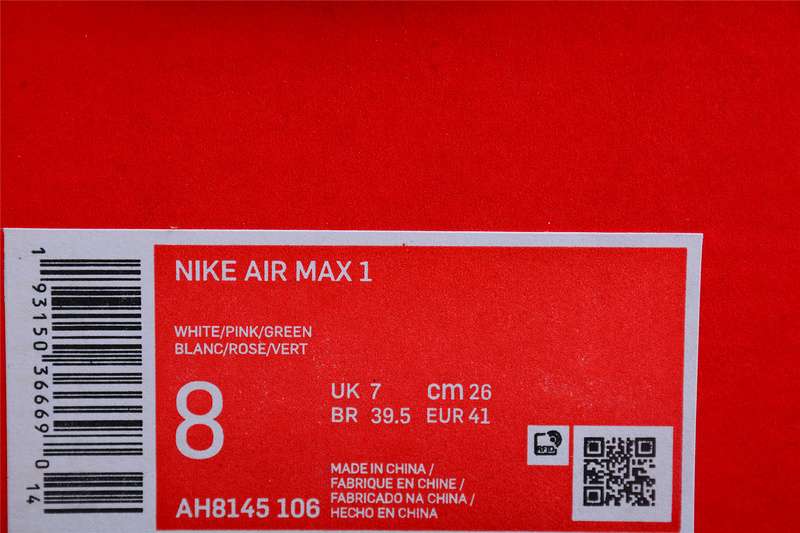 NIKE AIR MAX 1
WHITE/PINK/GREEN
BLANC/ROSE/VERT
8
UK 7 cm 26
BR 39.5 EUR 41
MADE IN CHINA /
FABRIQUE EN CHINE /
FABRICADO NA CHINA /
HECHO EN CHINA
AH8145 106
RFID
1 93150 36669 0 14